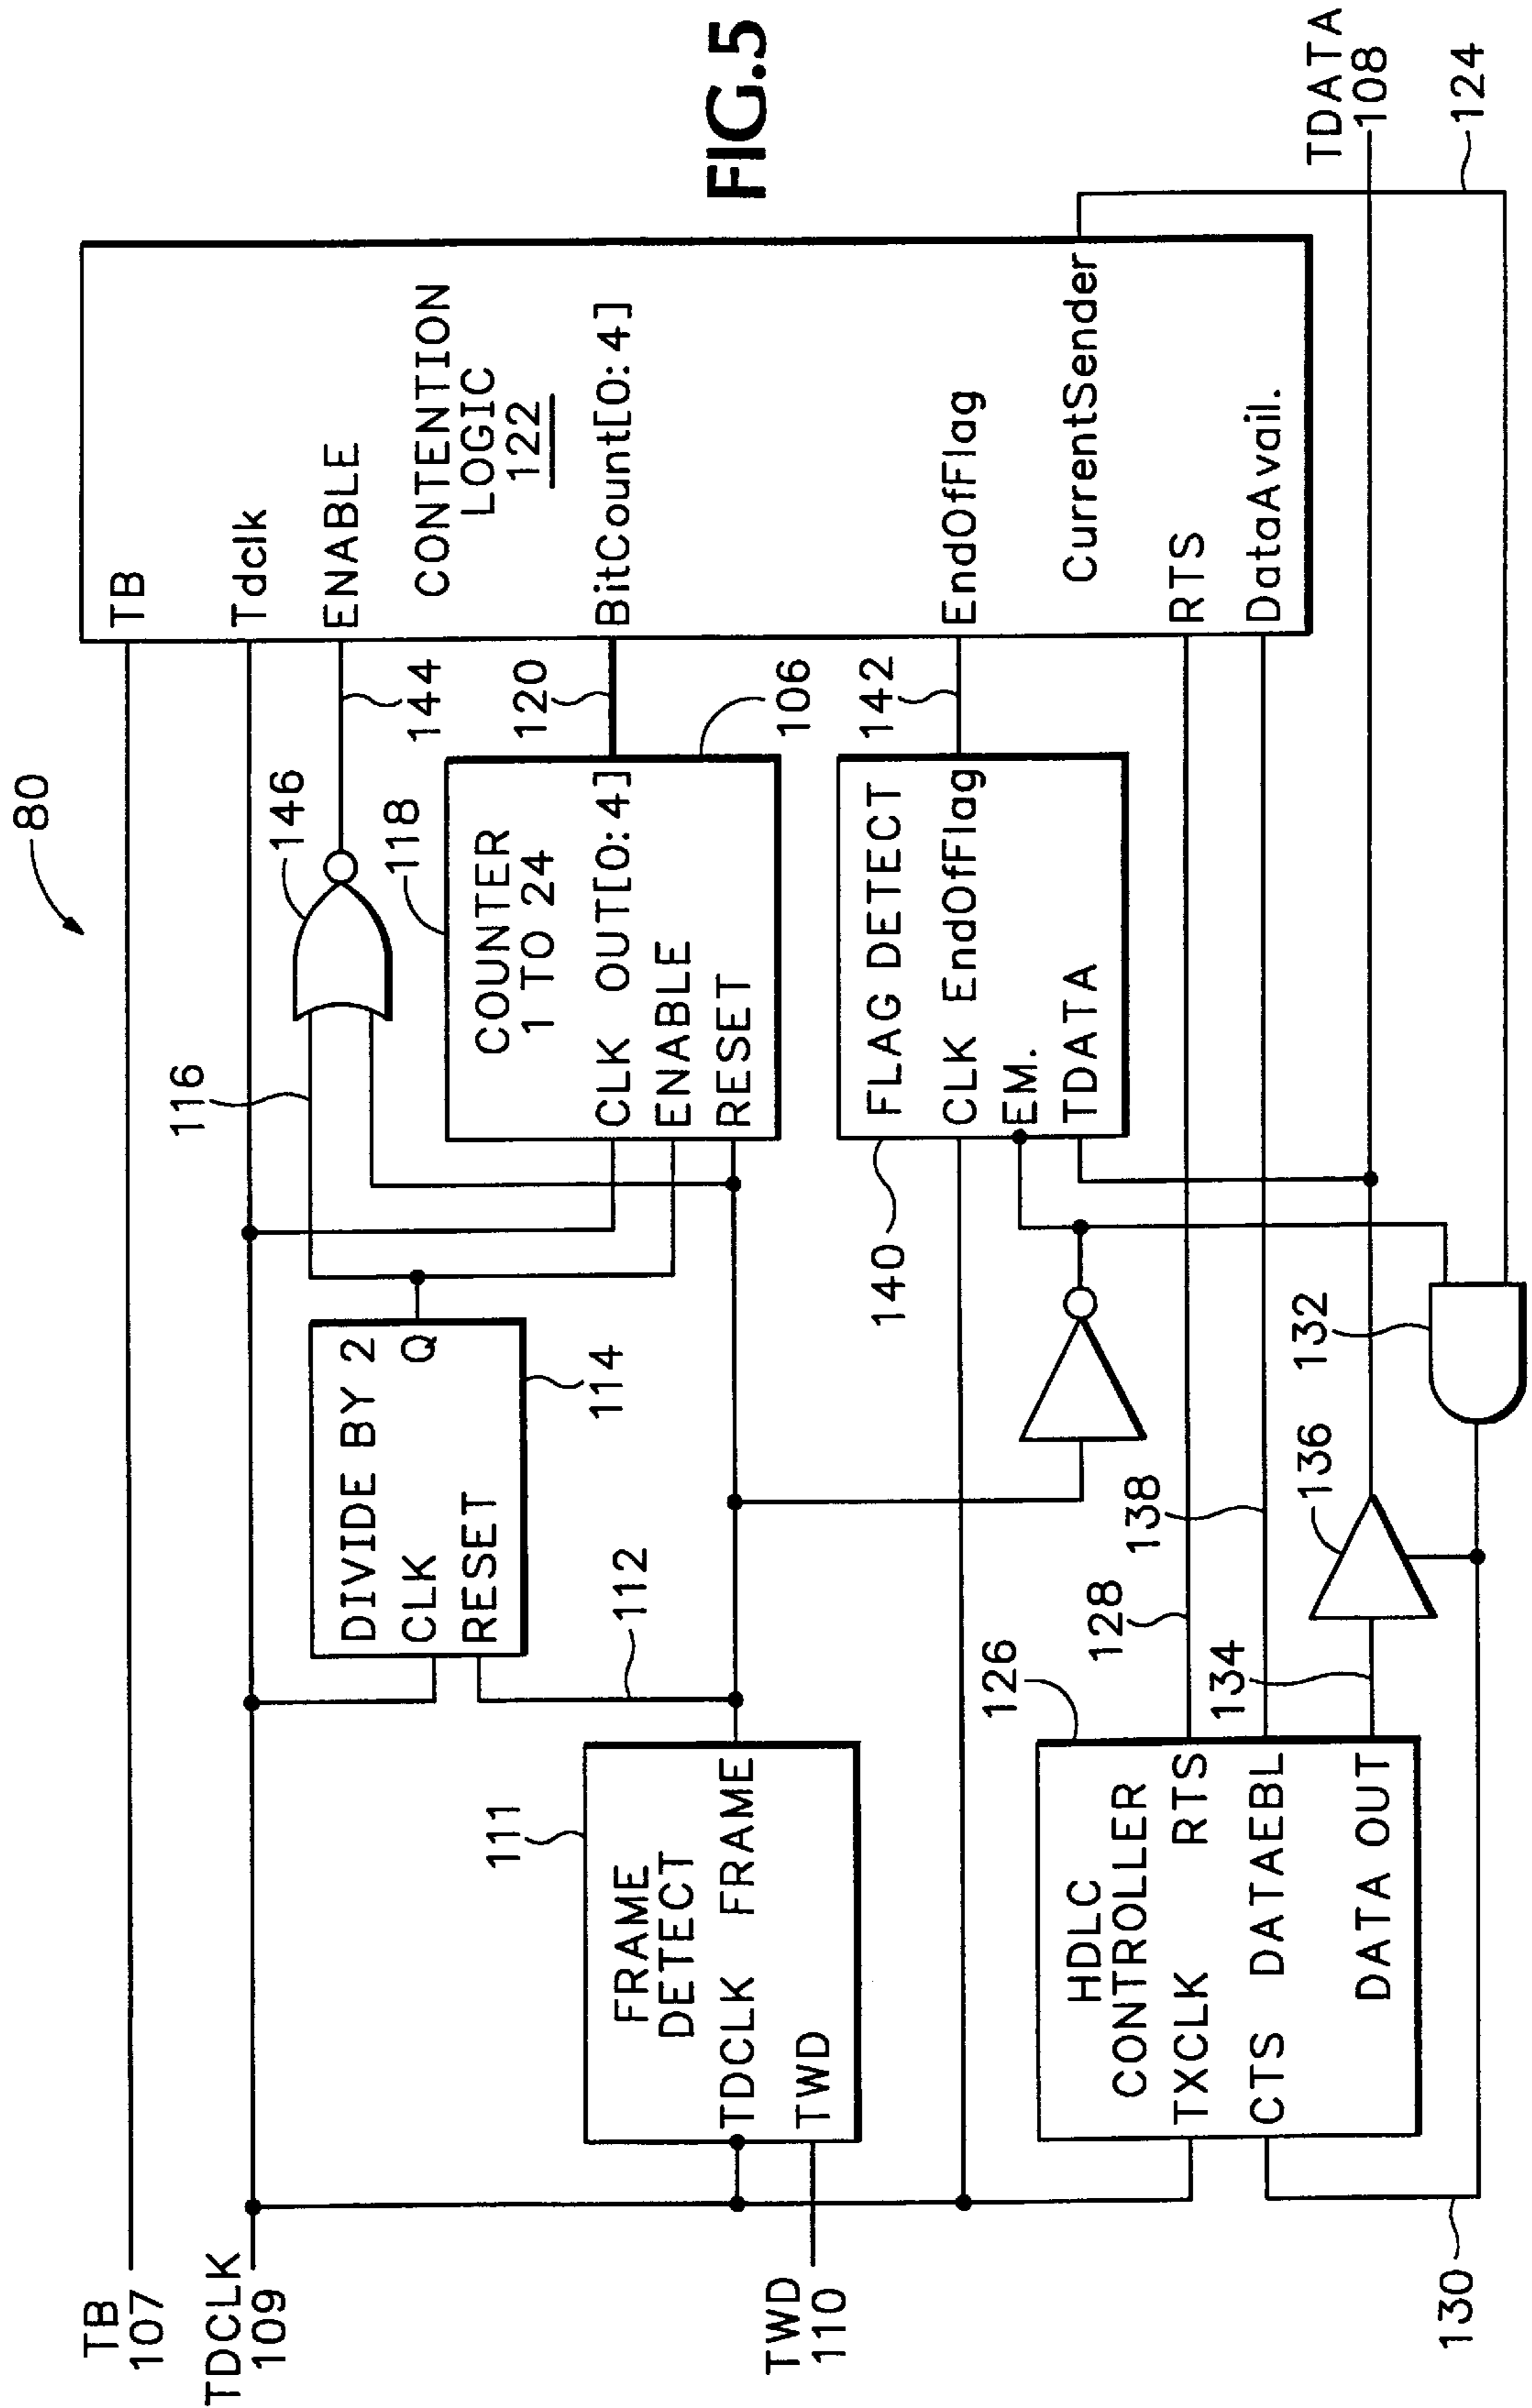 FIG.5
80
TB
107
TDCLK
109
TWD
110
TB
Tdclk
ENABLE
CONTENTION
LOGIC
122
BitCount[0:4]
EndOfFlag
CurrentSender
RTS
DataAvail.
144
120
106
142
146
118
116
COUNTER
1 TO 24
CLK OUT[0:4]
ENABLE
RESET
FLAG DETECT
CLK EndOfFlag
EM.
TDATA
140
DIVIDE BY 2
CLK Q
RESET
114
112
111
FRAME
DETECT
TDCLK FRAME
TWD
126
HDLC
CONTROLLER
TXCLK RTS
CTS DATAEBL
DATA OUT
128
138
134
136
132
130
TDATA
108
124